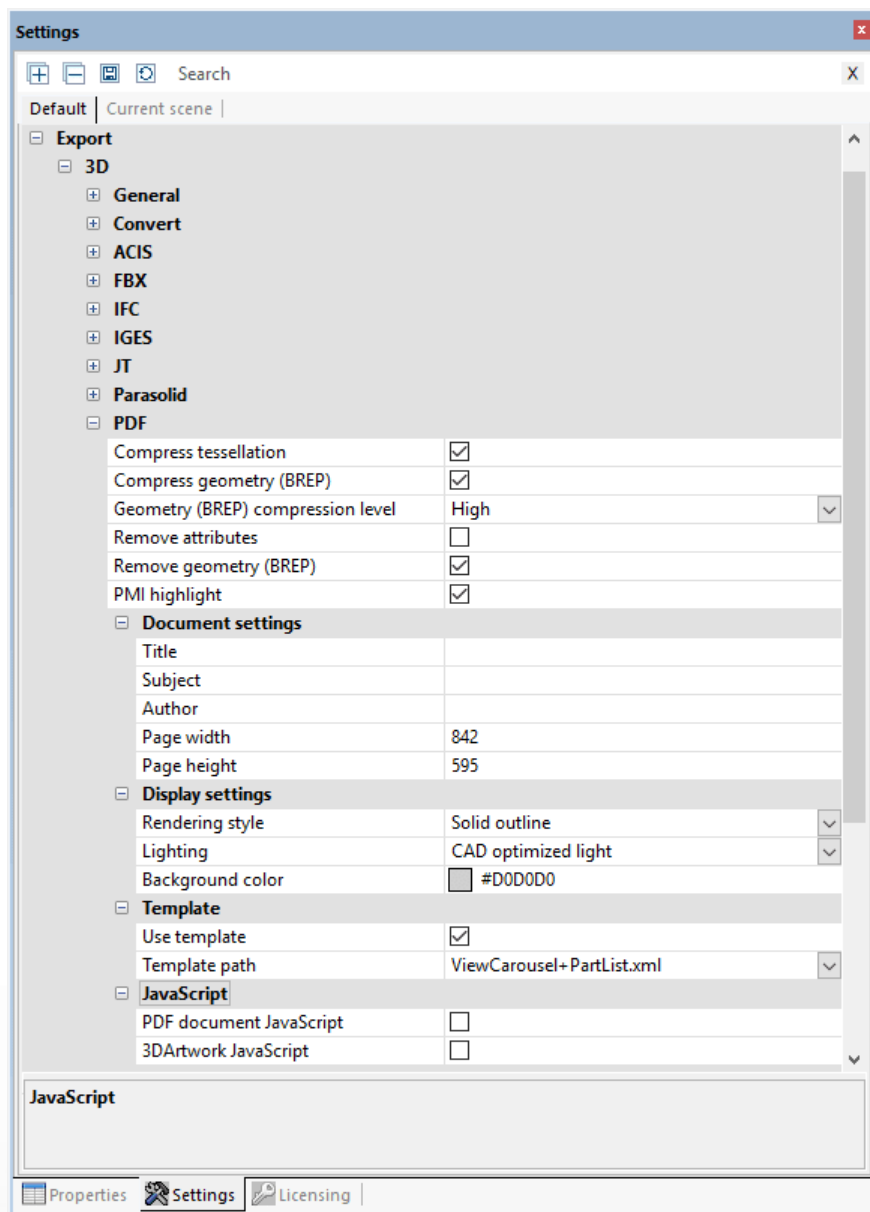 Settings
Search X
Default Current scene
Export
3D
General
Convert
ACIS
FBX
IFC
IGES
JT
Parasolid
PDF
Compress tessellation
Compress geometry (BREP)
Geometry (BREP) compression level High
Remove attributes
Remove geometry (BREP)
PMI highlight
Document settings
Title
Subject
Author
Page width 842
Page height 595
Display settings
Rendering style Solid outline
Lighting CAD optimized light
Background color #D0D0D0
Template
Use template
Template path ViewCarousel+PartList.xml
JavaScript
PDF document JavaScript
3DArtwork JavaScript
JavaScript
Properties Settings Licensing